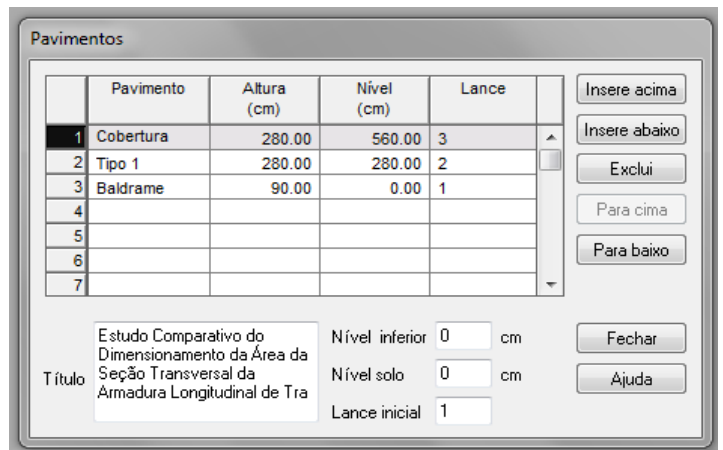 Pavimentos
Pavimento Altura (cm) Nível (cm) Lance
1 Cobertura 280.00 560.00 3
2 Tipo 1 280.00 280.00 2
3 Baldrame 90.00 0.00 1
4
5
6
7
Insere acima
Insere abaixo
Exclui
Para cima
Para baixo
Título
Estudo Comparativo do
Dimensionamento da Área da
Seção Transversal da
Armadura Longitudinal de Tra
Nível inferior 0 cm
Nível solo 0 cm
Lance inicial 1
Fechar
Ajuda